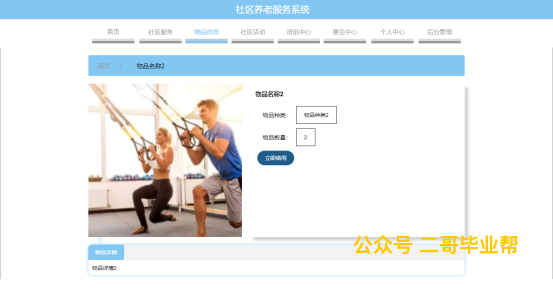 社区养老服务系统
首页 社区服务 物品信息 社区活动 资讯中心 意见中心 个人中心 后台管理
首页 物品名称2
物品名称2
物品种类： 物品种类2
物品数量： 2
立即领用
物品详情
物品详情2
公众号 二哥毕业帮